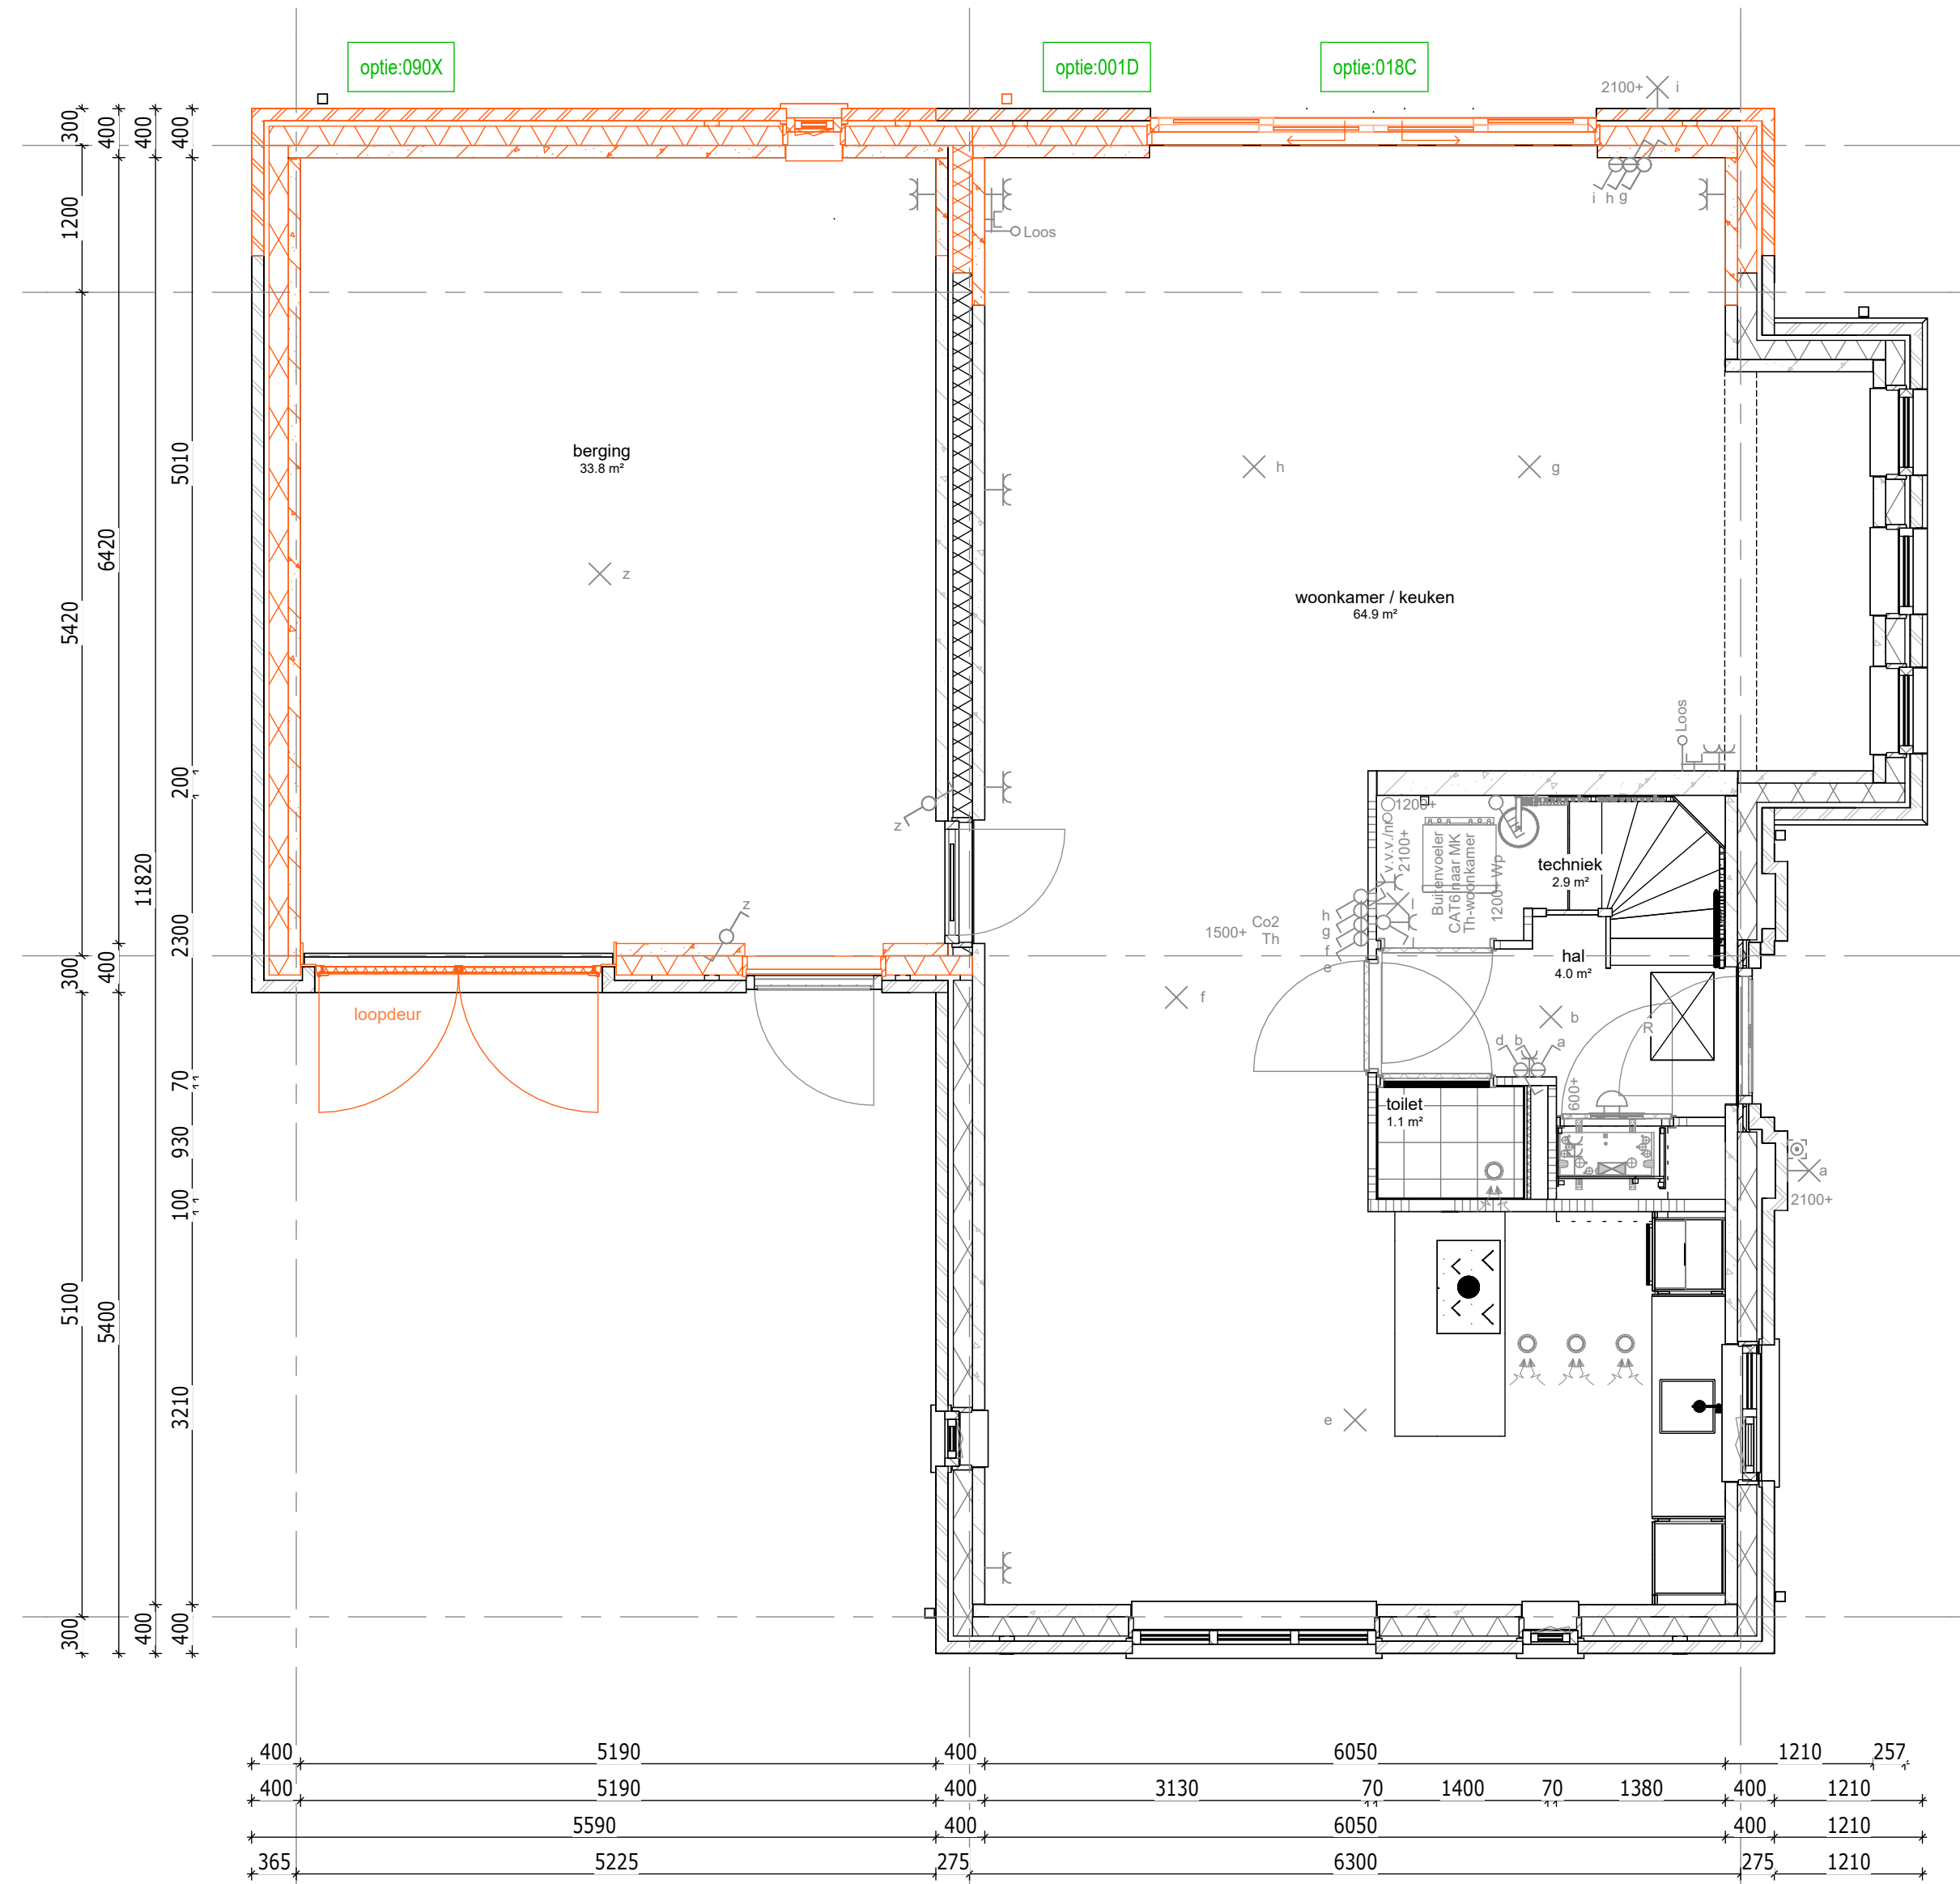 optie:090X
optie:001D
optie:018C
2100+ i
i h g
Loos
berging
33.8 m²
h
g
z
woonkamer / keuken
64.9 m²
Loos
z
1200+
v.v.v./nr
2100+
Buitenvoeler
CAT6 naar MK
Th-woonkamer
1200+ Wp
techniek
2.9 m²
z
h
g
f
e
1500+ Co2
Th
hal
4.0 m²
f
b
R
loopdeur
d b a
600+
toilet
1.1 m²
a
2100+
e
300
1200
5420
300
5100
300
400
6420
400
5400
400
11820
400
400
5010
200
2300
70
930
100
3210
400
400 5190 400 6050 1210 257
400 5190 400 3130 70 1400 70 1380 400 1210
5590 400 6050 400 1210
365 5225 275 6300 275 1210